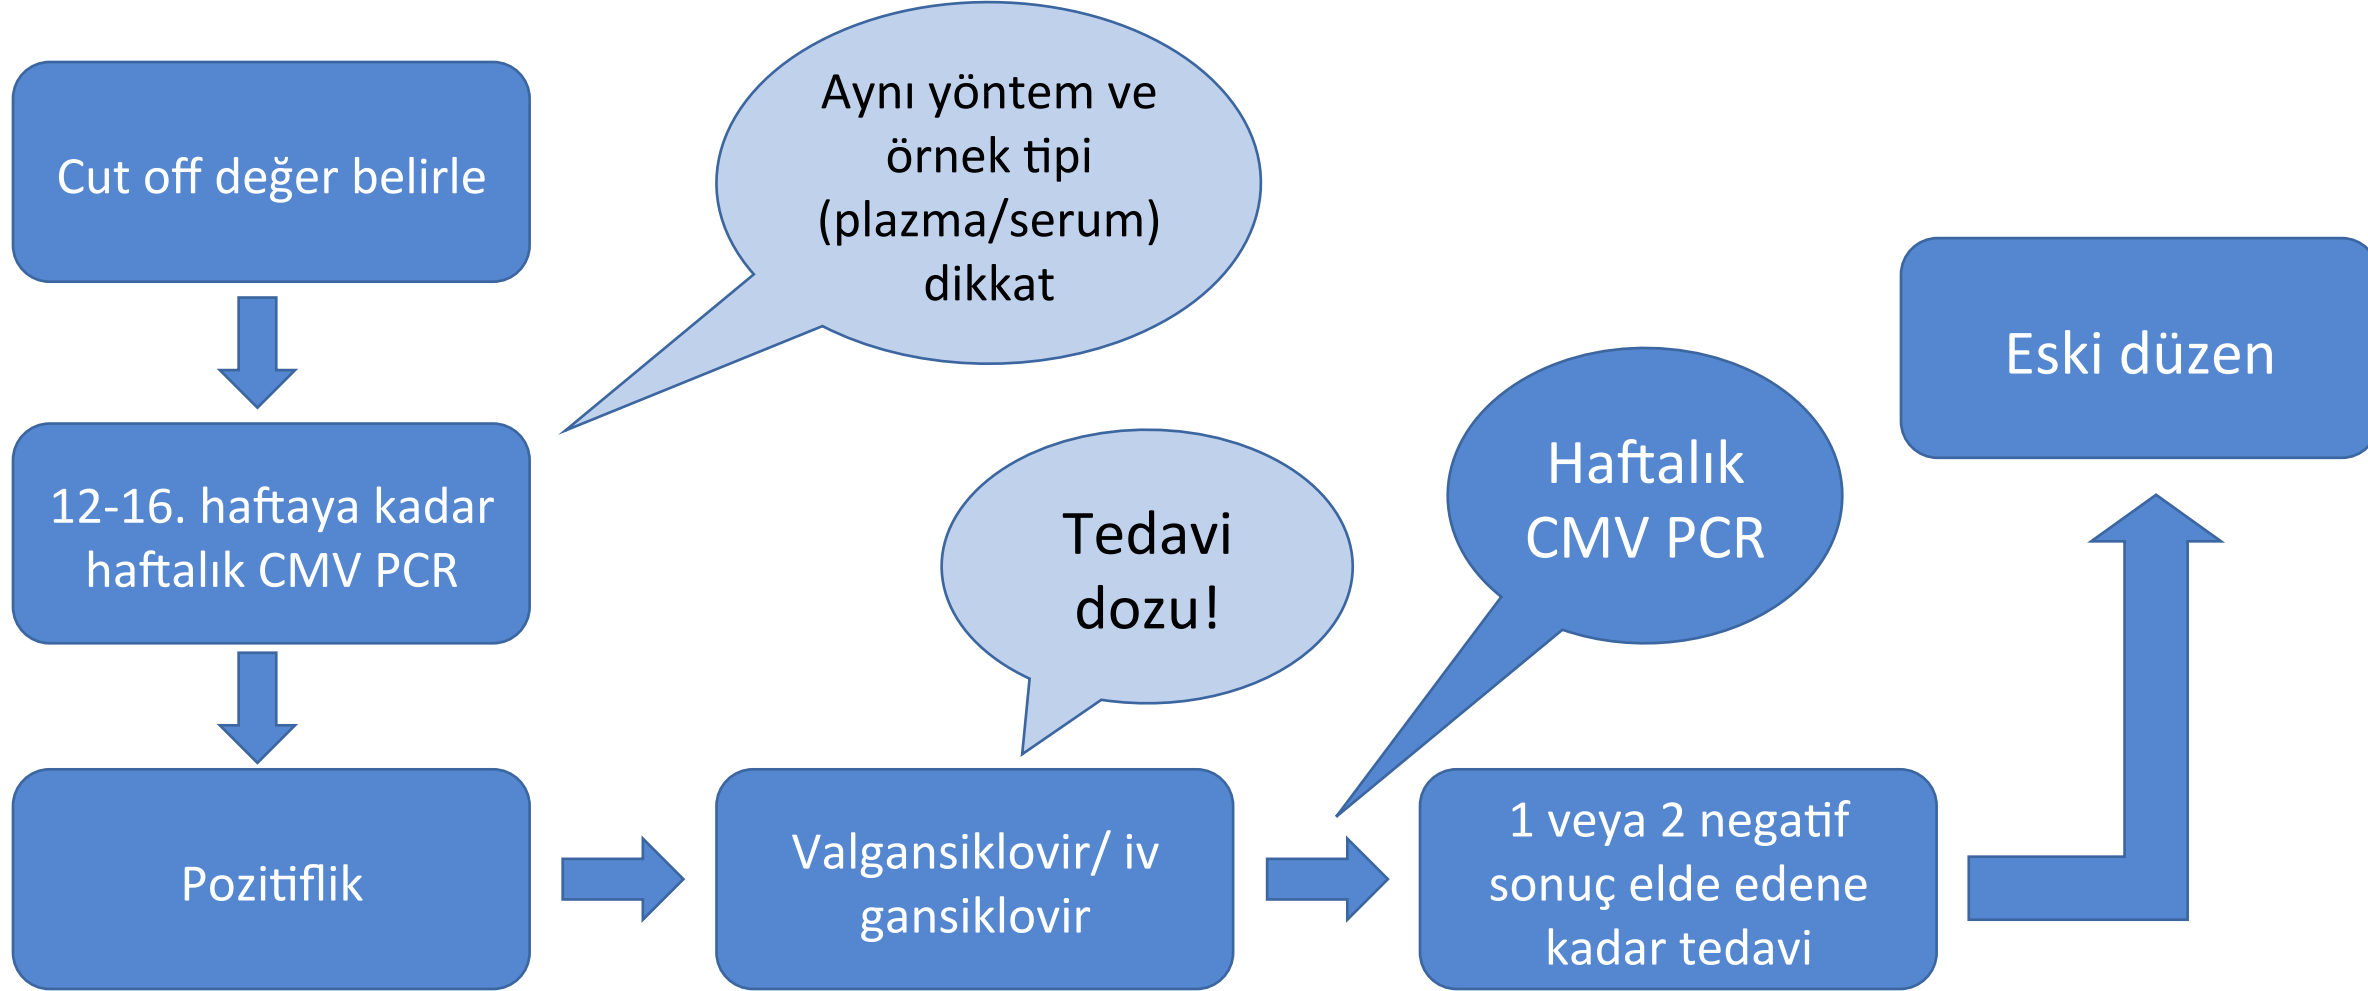 Cut off değer belirle
Aynı yöntem ve
örnek tipi
(plazma/serum)
dikkat
12-16. haftaya kadar
haftalık CMV PCR
Pozitiflik
Tedavi
dozu!
Valgansiklovir/ iv
gansiklovir
Haftalık
CMV PCR
1 veya 2 negatif
sonuç elde edene
kadar tedavi
Eski düzen